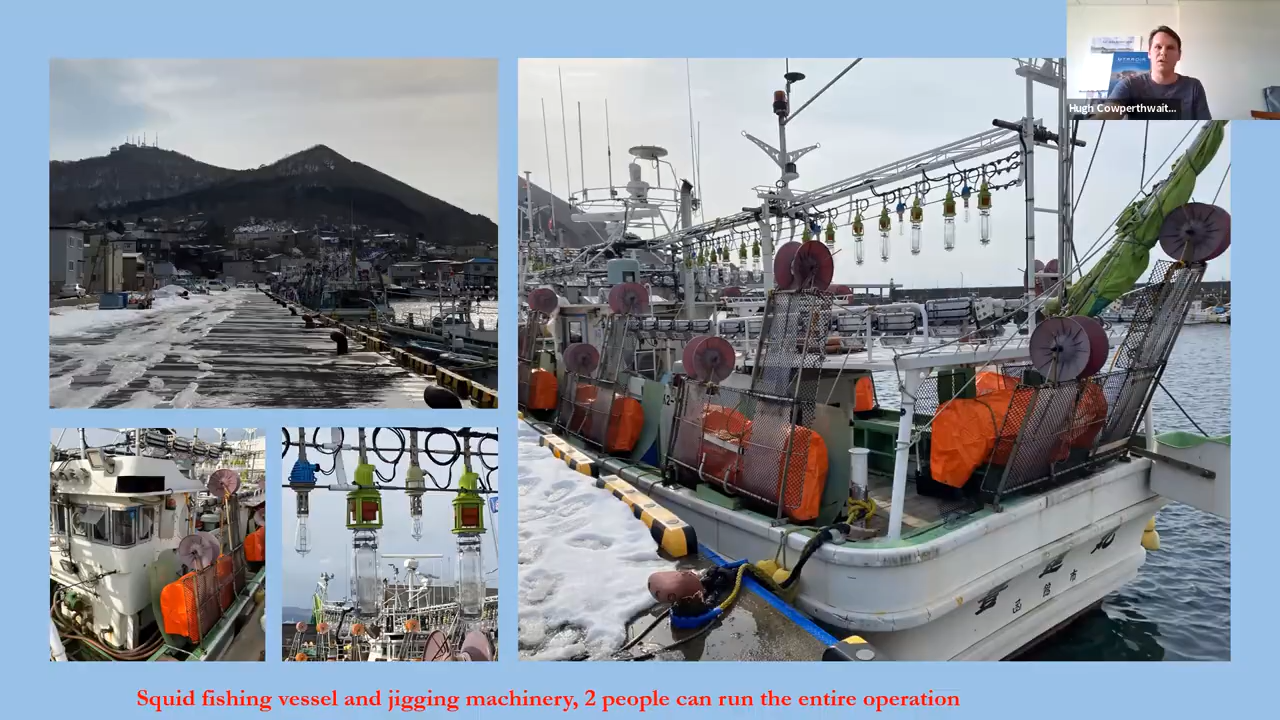 Hugh Cowperthwait...
函館市
Squid fishing vessel and jigging machinery, 2 people can run the entire operation